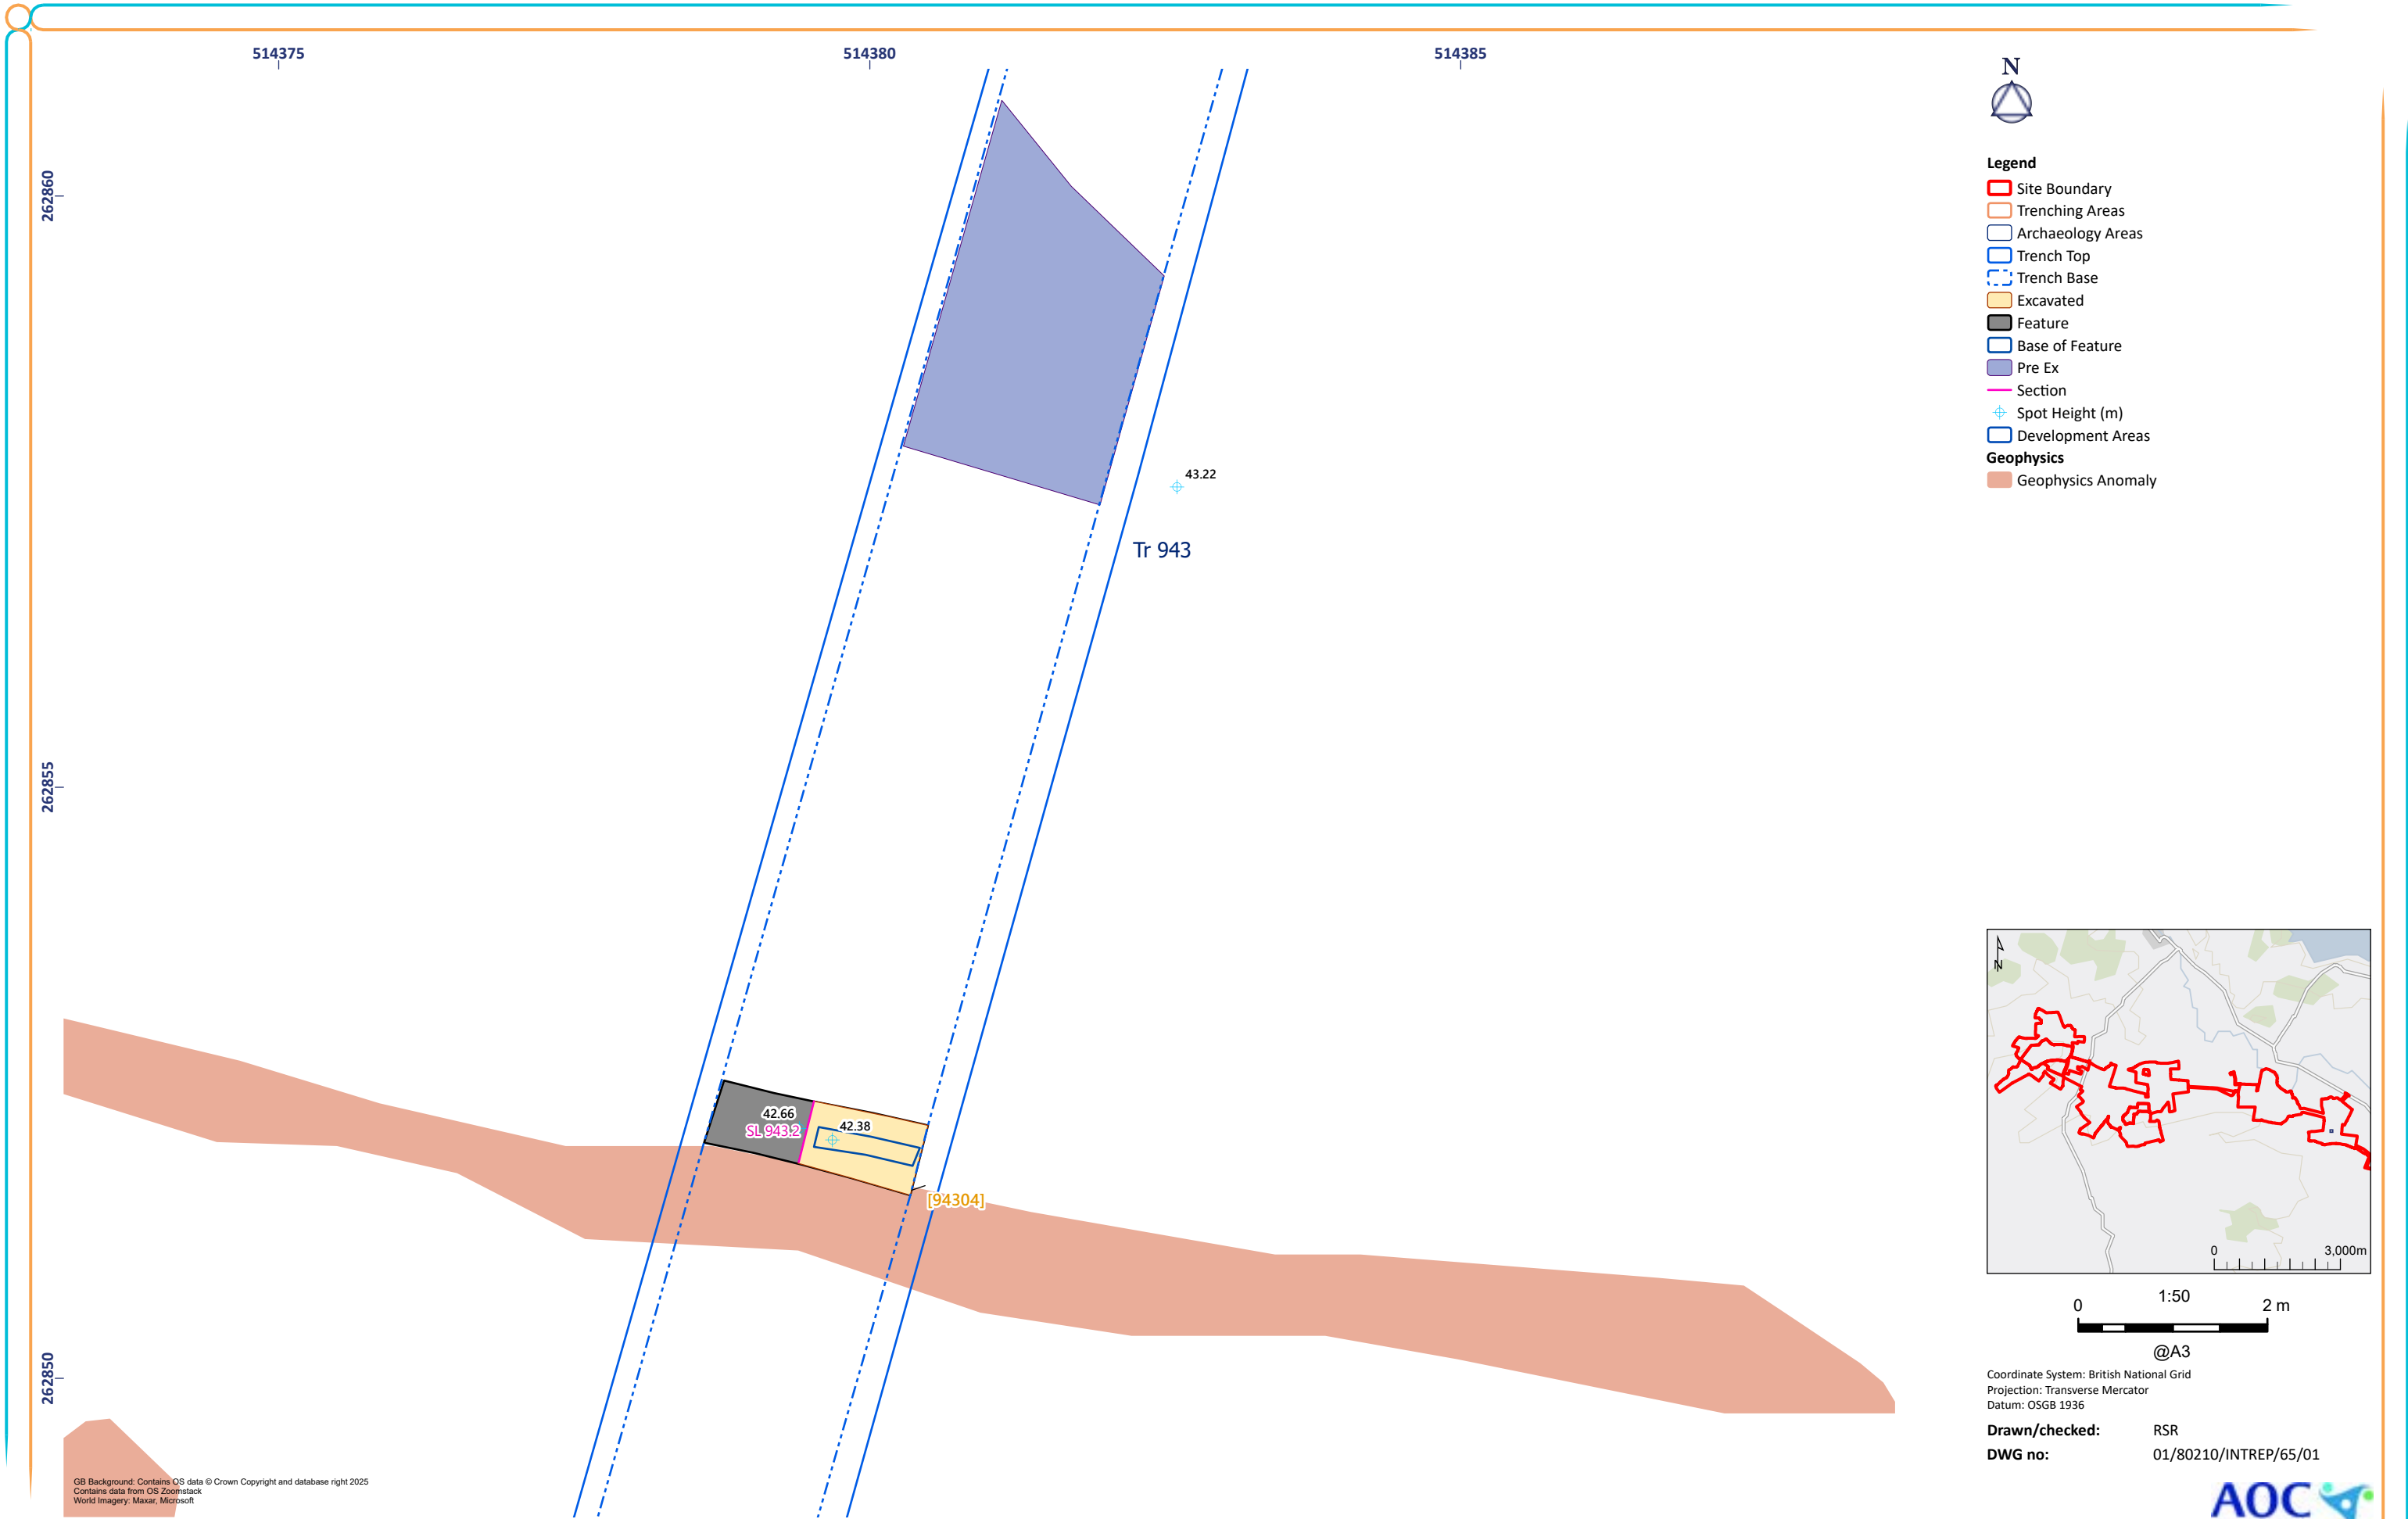 514375
514380
514385
262860
262855
262850
43.22
Tr 943
42.66
SL 943.2
42.38
[94304]
GB Background: Contains OS data © Crown Copyright and database right 2025
Contains data from OS Zoomstack
World Imagery: Maxar, Microsoft
N
Legend
Site Boundary
Trenching Areas
Archaeology Areas
Trench Top
Trench Base
Excavated
Feature
Base of Feature
Pre Ex
Section
Spot Height (m)
Development Areas
Geophysics
Geophysics Anomaly
N
0 3,000m
1:50
0 2 m
@A3
Coordinate System: British National Grid
Projection: Transverse Mercator
Datum: OSGB 1936
Drawn/checked: RSR
DWG no: 01/80210/INTREP/65/01
AOC